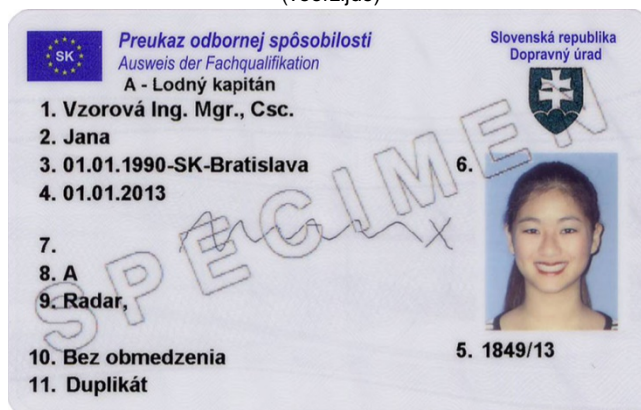 SK
Preukaz odbornej spôsobilosti
Ausweis der Fachqualifikation
A - Lodný kapitán
Slovenská republika
Dopravný úrad
1. Vzorová Ing. Mgr., Csc.
2. Jana
3. 01.01.1990-SK-Bratislava
4. 01.01.2013
6.
7.
8. A
9. Radar,
10. Bez obmedzenia
11. Duplikát
5. 1849/13
SPECIMEN